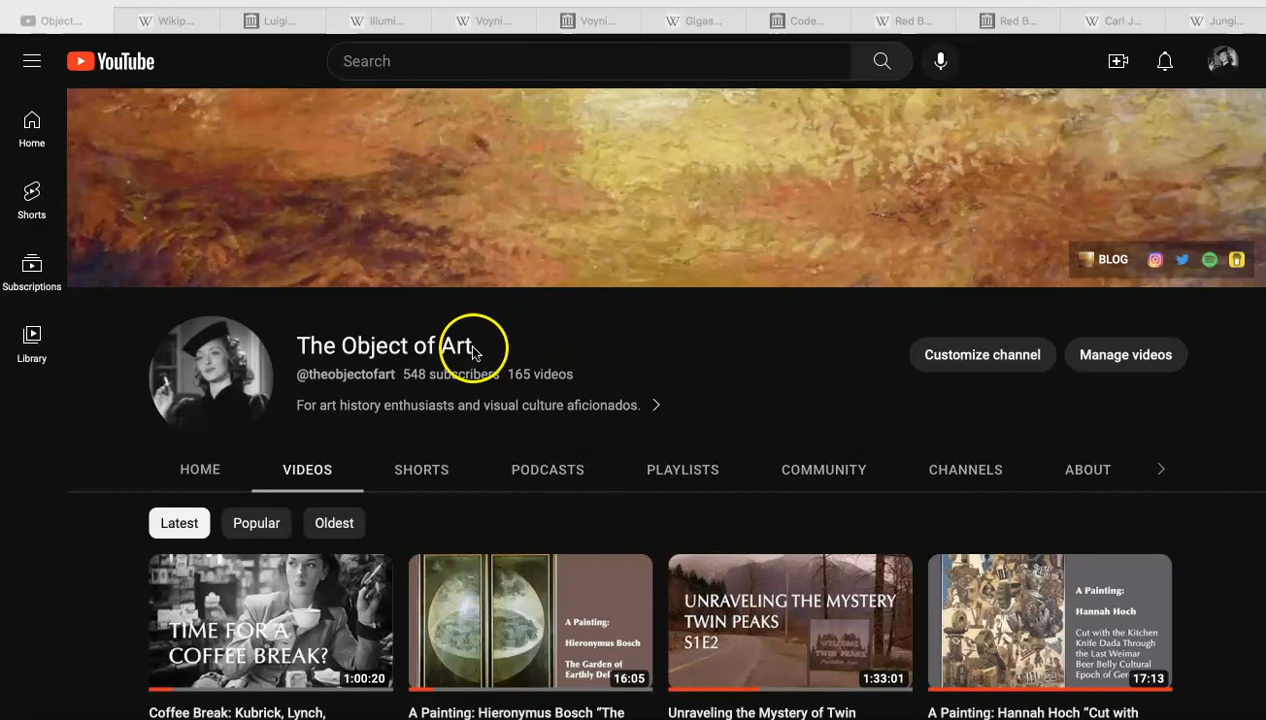 Object...
Wikip...
Luigi...
Illumi...
Voyni...
Voyni...
Gigas...
Code...
Red B...
Red B...
Carl J...
Jungi...
YouTube
Search
Home
Shorts
Subscriptions
Library
BLOG
The Object of Art
@theobjectofart 548 subscribers 165 videos
For art history enthusiasts and visual culture aficionados.
Customize channel
Manage videos
HOME
VIDEOS
SHORTS
PODCASTS
PLAYLISTS
COMMUNITY
CHANNELS
ABOUT
Latest
Popular
Oldest
TIME FOR A
COFFEE BREAK?
1:00:20
A Painting:
Hieronymus Bosch
The Garden of
Earthly Del
16:05
UNRAVELING THE MYSTERY
TWIN PEAKS
S1E2
WELCOME
TWIN PEAKS
1:33:01
A Painting:
Hannah Hoch
Cut with the Kitchen
Knife Dada Through
the Last Weimar
Beer Belly Cultural
Epoch of Ger
17:13
Coffee Break: Kubrick, Lynch,
A Painting: Hieronymus Bosch "The
Unraveling the Mystery of Twin
A Painting: Hannah Hoch "Cut with